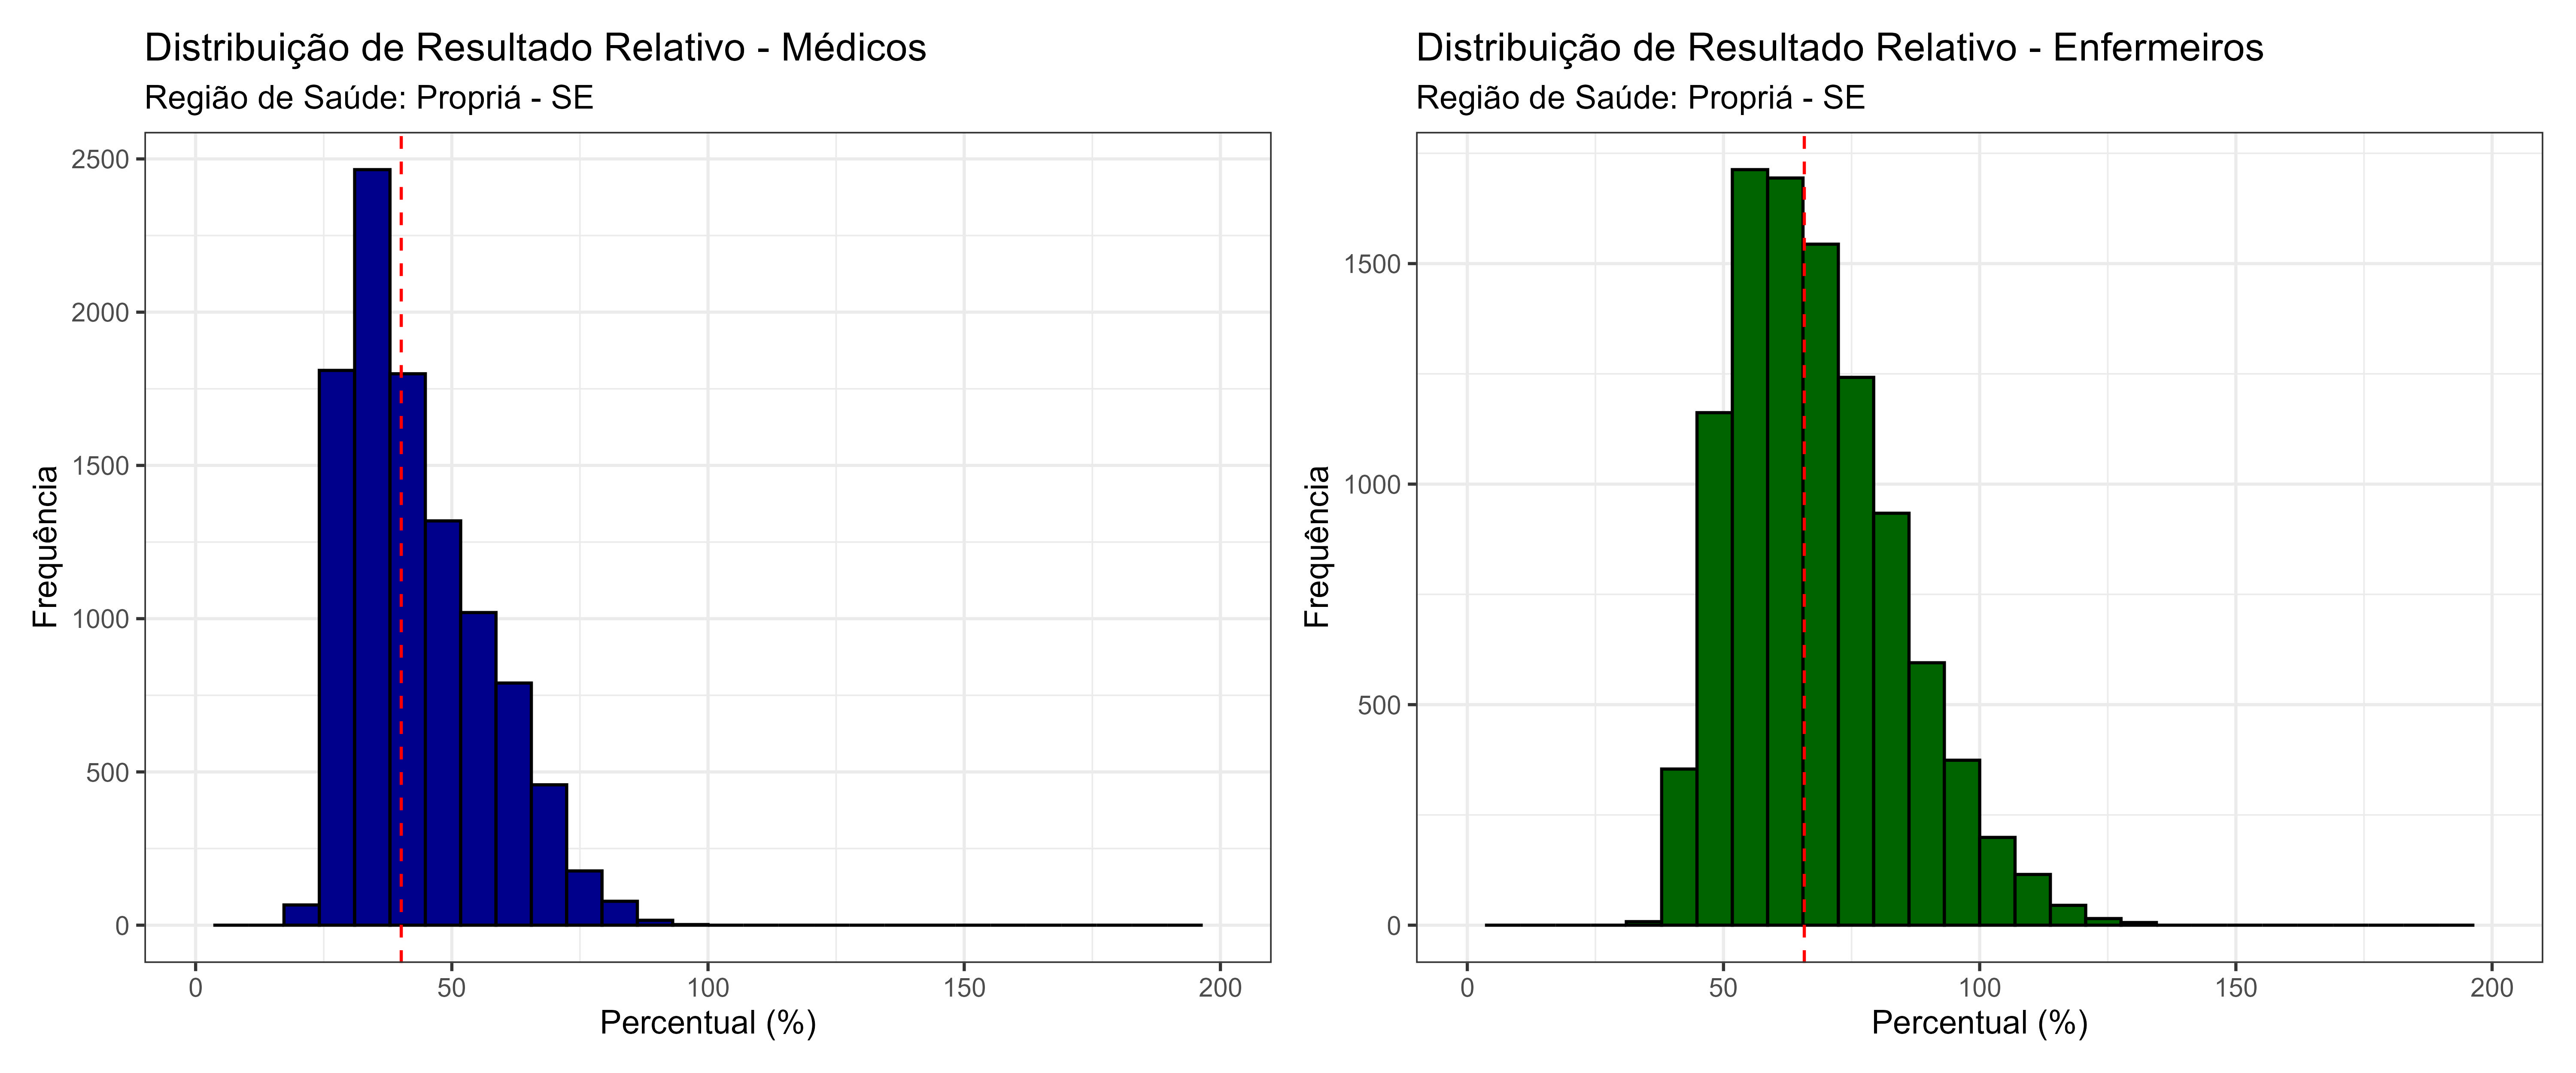 Distribuição de Resultado Relativo - Médicos
Região de Saúde: Propriá - SE
Frequência
2500
2000
1500
1000
500
0
0 50 100 150 200
Percentual (%)
Distribuição de Resultado Relativo - Enfermeiros
Região de Saúde: Propriá - SE
Frequência
1500
1000
500
0
0 50 100 150 200
Percentual (%)